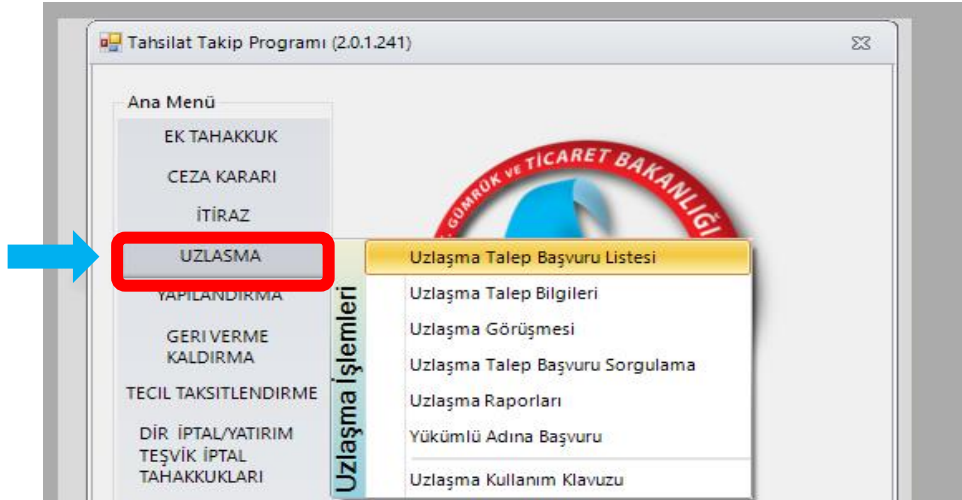 Tahsilat Takip Programı (2.0.1.241)
Ana Menü
EK TAHAKKUK
CEZA KARARI
İTİRAZ
UZLASMA
YAPILANDIRMA
GERI VERME
KALDIRMA
TECIL TAKSITLENDIRME
DİR İPTAL/YATIRIM
TEŞVİK İPTAL
TAHAKKUKLARI
GÜMRÜK VE TİCARET BAKANLIĞI
Uzlaşma İşlemleri
Uzlaşma Talep Başvuru Listesi
Uzlaşma Talep Bilgileri
Uzlaşma Görüşmesi
Uzlaşma Talep Başvuru Sorgulama
Uzlaşma Raporları
Yükümlü Adına Başvuru
Uzlaşma Kullanım Klavuzu